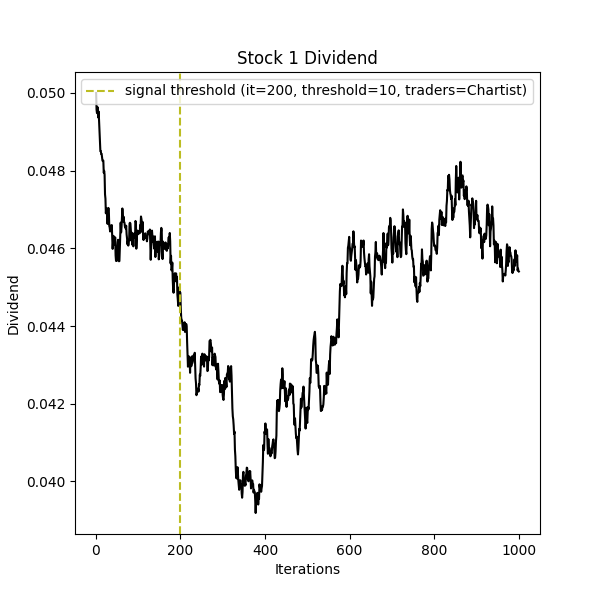 Stock 1 Dividend
signal threshold (it=200, threshold=10, traders=Chartist)
0.050
0.048
0.046
0.044
0.042
0.040
Dividend
0 200 400 600 800 1000
Iterations